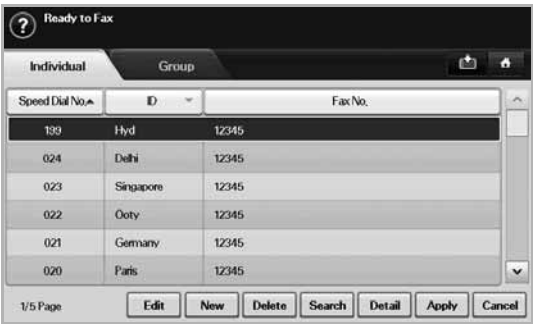 ? Ready to Fax
Individual Group
Speed Dial No. ID Fax No.
199 Hyd 12345
024 Delhi 12345
023 Singapore 12345
022 Ooty 12345
021 Germany 12345
020 Paris 12345
1/5 Page Edit New Delete Search Detail Apply Cancel